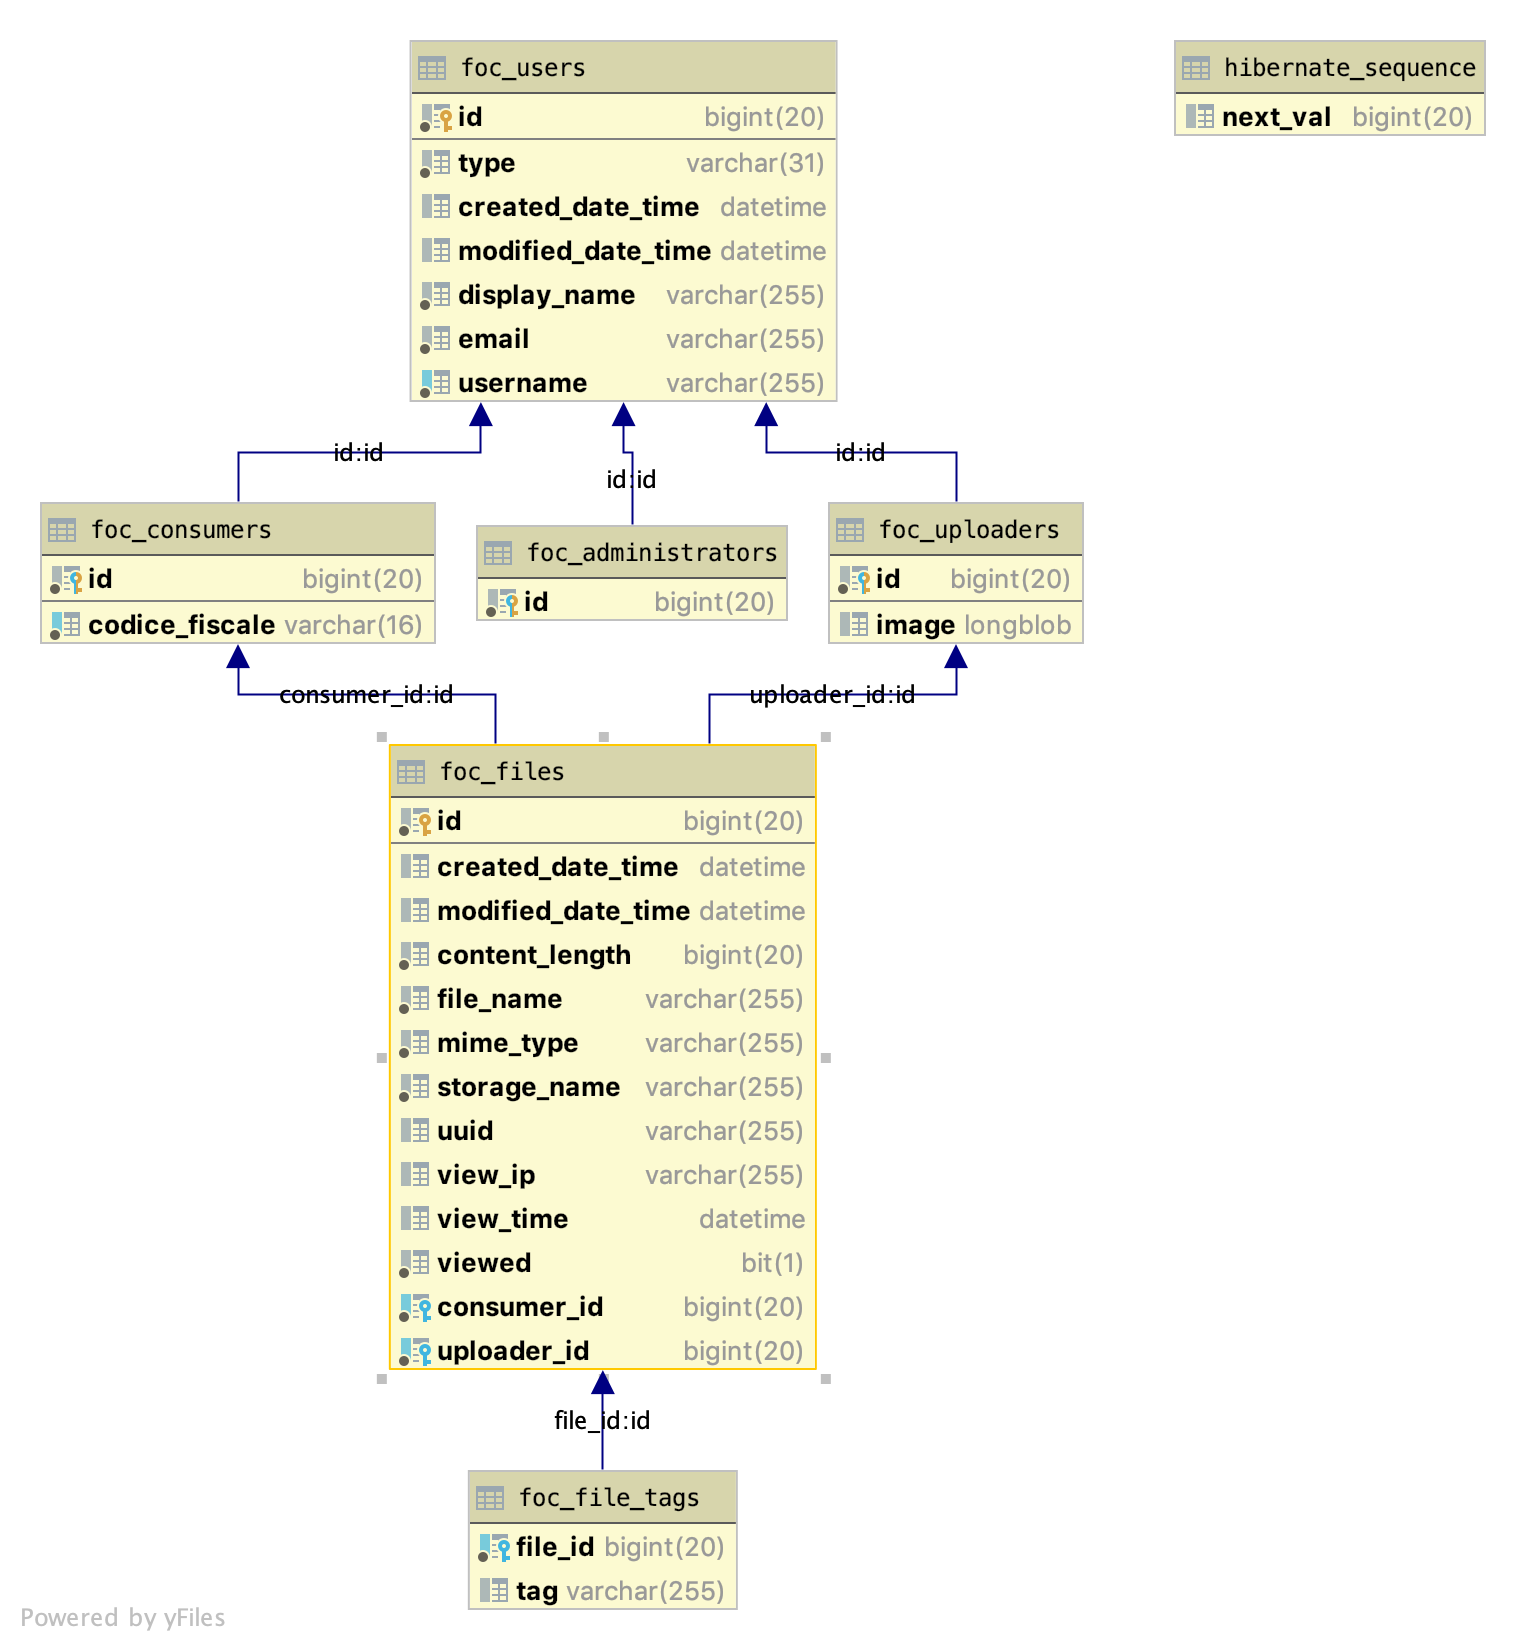 foc_users
id bigint(20)
type varchar(31)
created_date_time datetime
modified_date_time datetime
display_name varchar(255)
email varchar(255)
username varchar(255)
hibernate_sequence
next_val bigint(20)
id:id
id:id
id:id
foc_consumers
id bigint(20)
codice_fiscale varchar(16)
foc_administrators
id bigint(20)
foc_uploaders
id bigint(20)
image longblob
consumer_id:id
uploader_id:id
foc_files
id bigint(20)
created_date_time datetime
modified_date_time datetime
content_length bigint(20)
file_name varchar(255)
mime_type varchar(255)
storage_name varchar(255)
uuid varchar(255)
view_ip varchar(255)
view_time datetime
viewed bit(1)
consumer_id bigint(20)
uploader_id bigint(20)
file_id:id
foc_file_tags
file_id bigint(20)
tag varchar(255)
Powered by yFiles